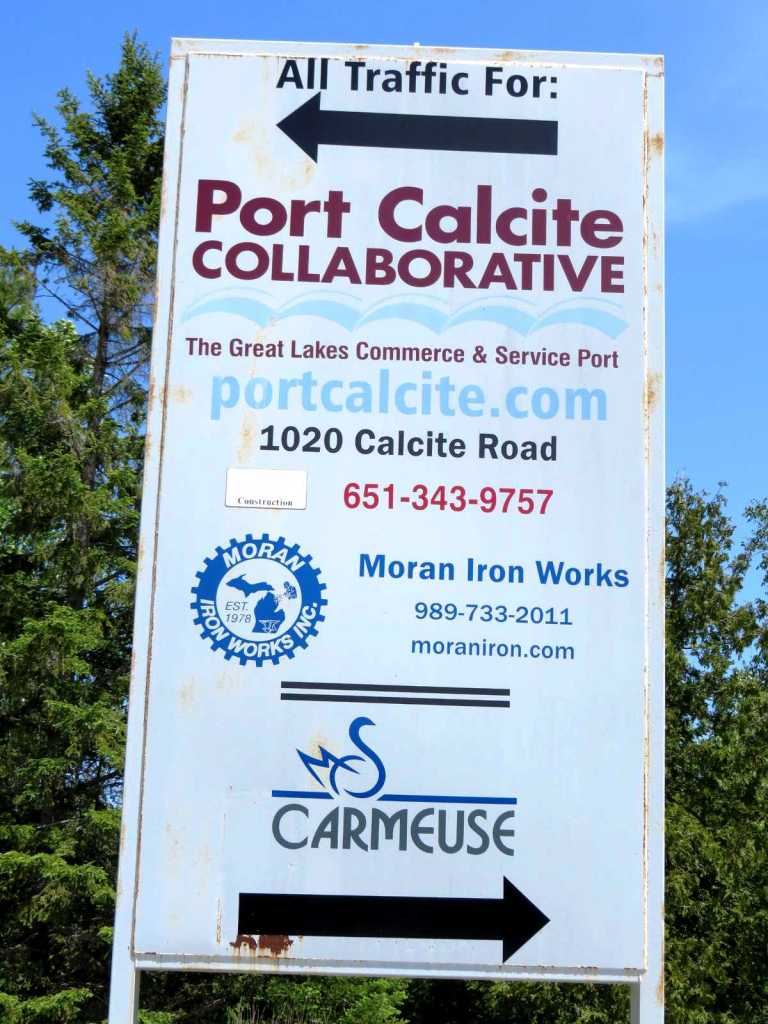 All Traffic For:
Port Calcite
COLLABORATIVE
The Great Lakes Commerce & Service Port
portcalcite.com
1020 Calcite Road
Construction
651-343-9757
MORAN
EST.
1978
IRON WORKS INC.
Moran Iron Works
989-733-2011
moraniron.com
CARMEUSE